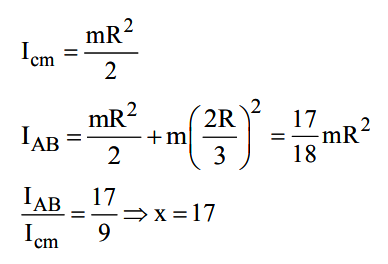 I_cm = mR²/2
I_AB = mR²/2 + m(2R/3)² = 17/18 mR²
I_AB/I_cm = 17/9 ⇒ x = 17